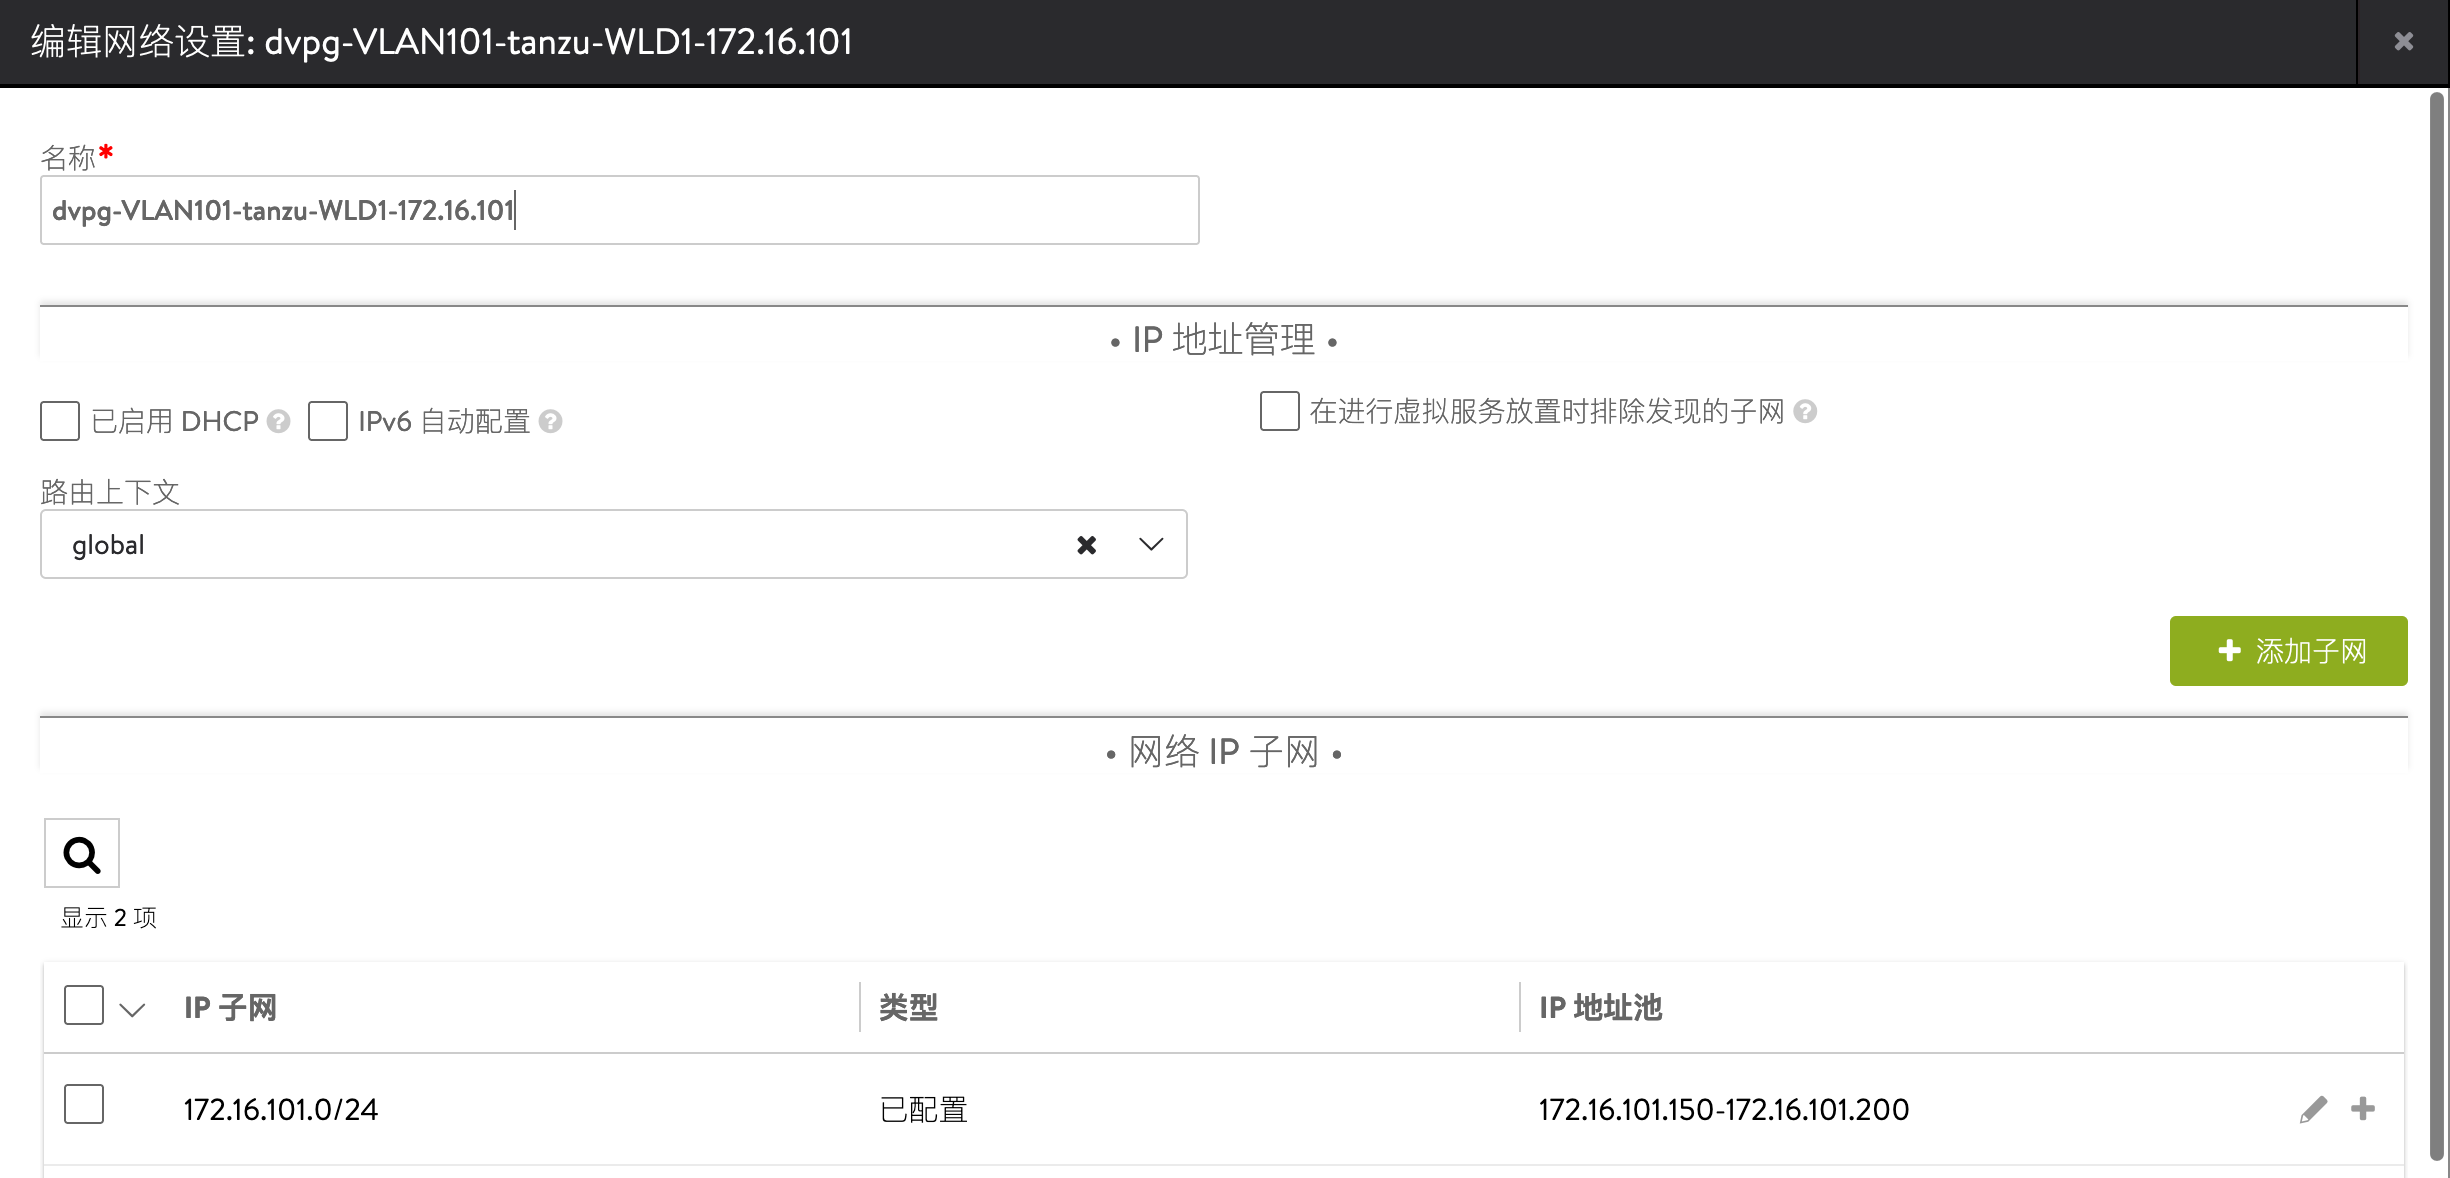 编辑网络设置: dvpg-VLAN101-tanzu-WLD1-172.16.101
名称*
dvpg-VLAN101-tanzu-WLD1-172.16.101
• IP 地址管理 •
已启用 DHCP ? IPv6 自动配置 ?
在进行虚拟服务放置时排除发现的子网 ?
路由上下文
global
添加子网
• 网络 IP 子网 •
显示 2 项
IP 子网 类型 IP 地址池
172.16.101.0/24 已配置 172.16.101.150-172.16.101.200